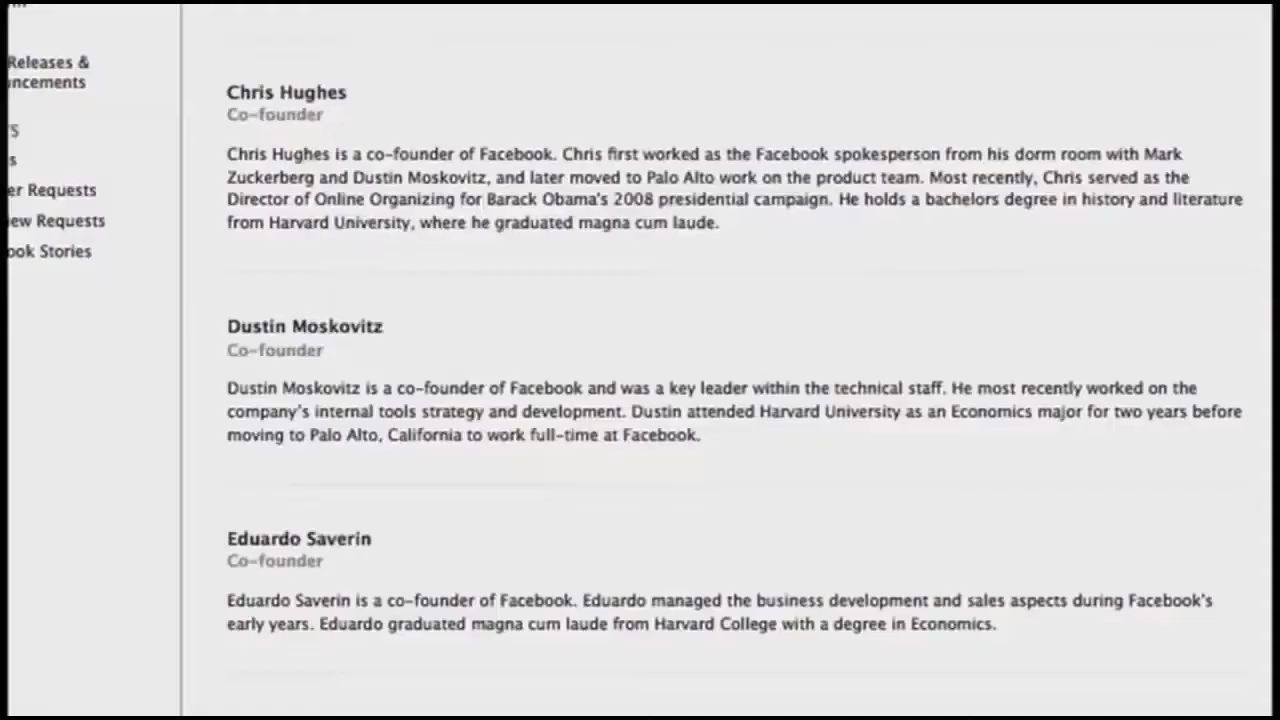 Releases &
ncements
S
s
er Requests
ew Requests
ook Stories
Chris Hughes
Co-founder
Chris Hughes is a co-founder of Facebook. Chris first worked as the Facebook spokesperson from his dorm room with Mark
Zuckerberg and Dustin Moskovitz, and later moved to Palo Alto work on the product team. Most recently, Chris served as the
Director of Online Organizing for Barack Obama's 2008 presidential campaign. He holds a bachelors degree in history and literature
from Harvard University, where he graduated magna cum laude.
Dustin Moskovitz
Co-founder
Dustin Moskovitz is a co-founder of Facebook and was a key leader within the technical staff. He most recently worked on the
company's internal tools strategy and development. Dustin attended Harvard University as an Economics major for two years before
moving to Palo Alto, California to work full-time at Facebook.
Eduardo Saverin
Co-founder
Eduardo Saverin is a co-founder of Facebook. Eduardo managed the business development and sales aspects during Facebook's
early years. Eduardo graduated magna cum laude from Harvard College with a degree in Economics.